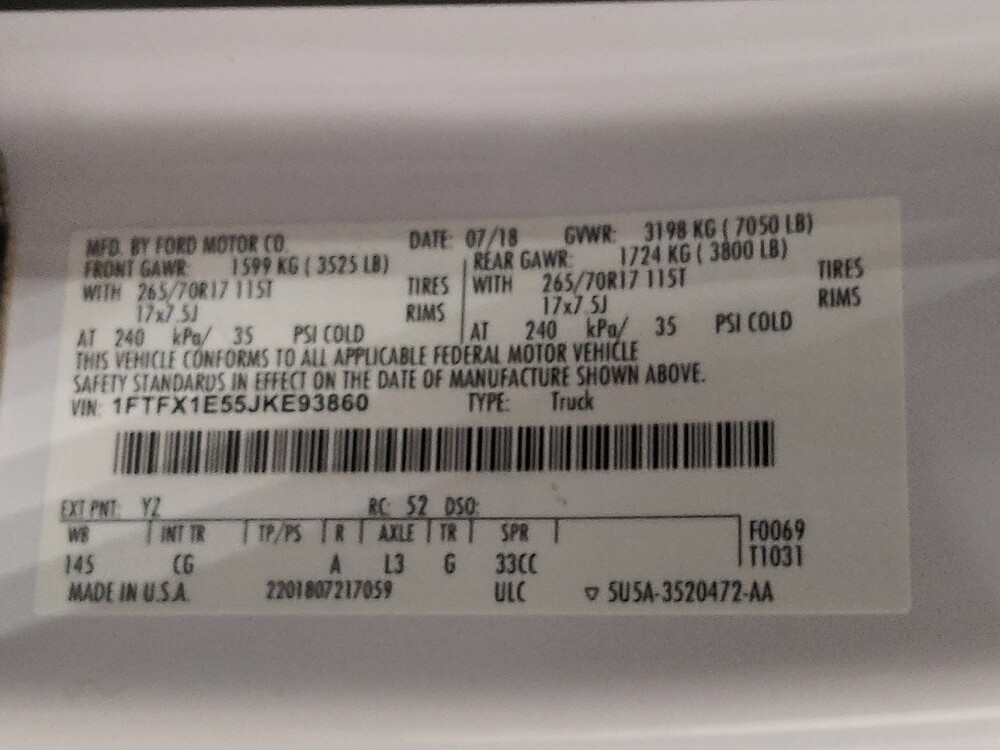 MFD. BY FORD MOTOR CO. DATE: 07/18 GVWR: 3198 KG ( 7050 LB)
FRONT GAWR: 1599 KG ( 3525 LB) REAR GAWR: 1724 KG ( 3800 LB)
WITH 265/70R17 115T TIRES WITH 265/70R17 115T TIRES
17x7.5J RIMS 17x7.5J RIMS
AT 240 kPa/ 35 PSI COLD AT 240 kPa/ 35 PSI COLD
THIS VEHICLE CONFORMS TO ALL APPLICABLE FEDERAL MOTOR VEHICLE
SAFETY STANDARDS IN EFFECT ON THE DATE OF MANUFACTURE SHOWN ABOVE.
VIN: 1FTFX1E55JKE93860 TYPE: Truck
EXT PNT: YZ RC: 52 DSO:
WB INT TR TP/PS R AXLE TR SPR F0069
145 CG A L3 G 33CC T1031
MADE IN U.S.A. 2201807217059 ULC ▽ 5U5A-3520472-AA